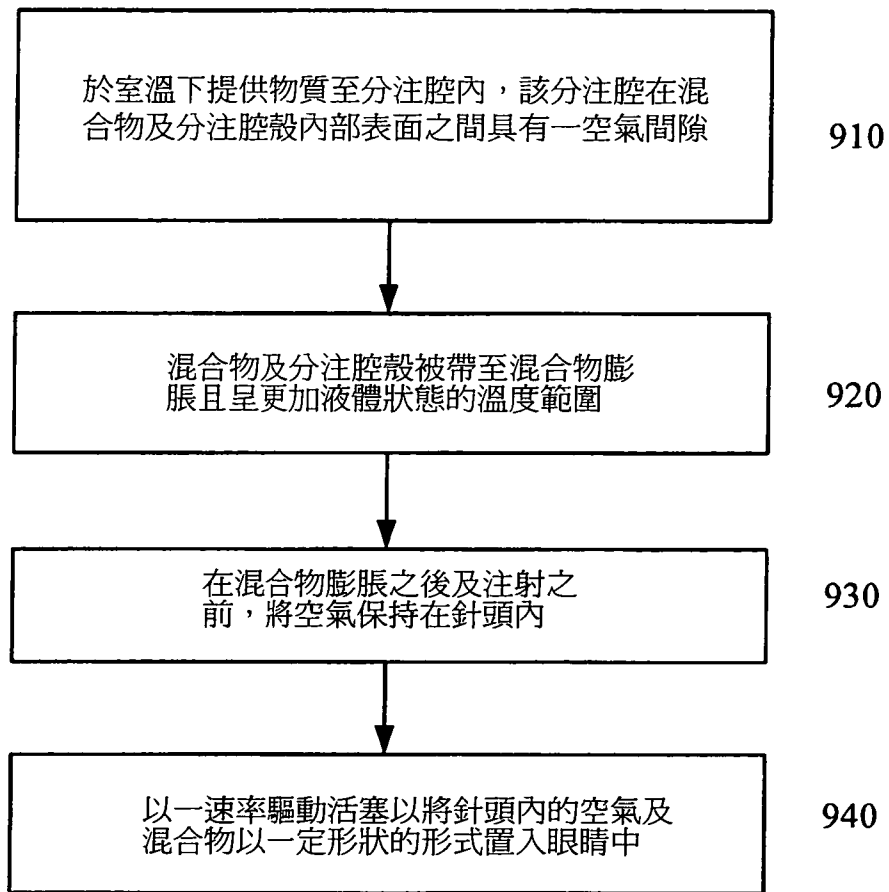 於室溫下提供物質至分注腔內，該分注腔在混
合物及分注腔殼內部表面之間具有一空氣間隙
910
混合物及分注腔殼被帶至混合物膨
脹且呈更加液體狀態的溫度範圍
920
在混合物膨脹之後及注射之
前，將空氣保持在針頭內
930
以一速率驅動活塞以將針頭內的空氣及
混合物以一定形狀的形式置入眼睛中
940